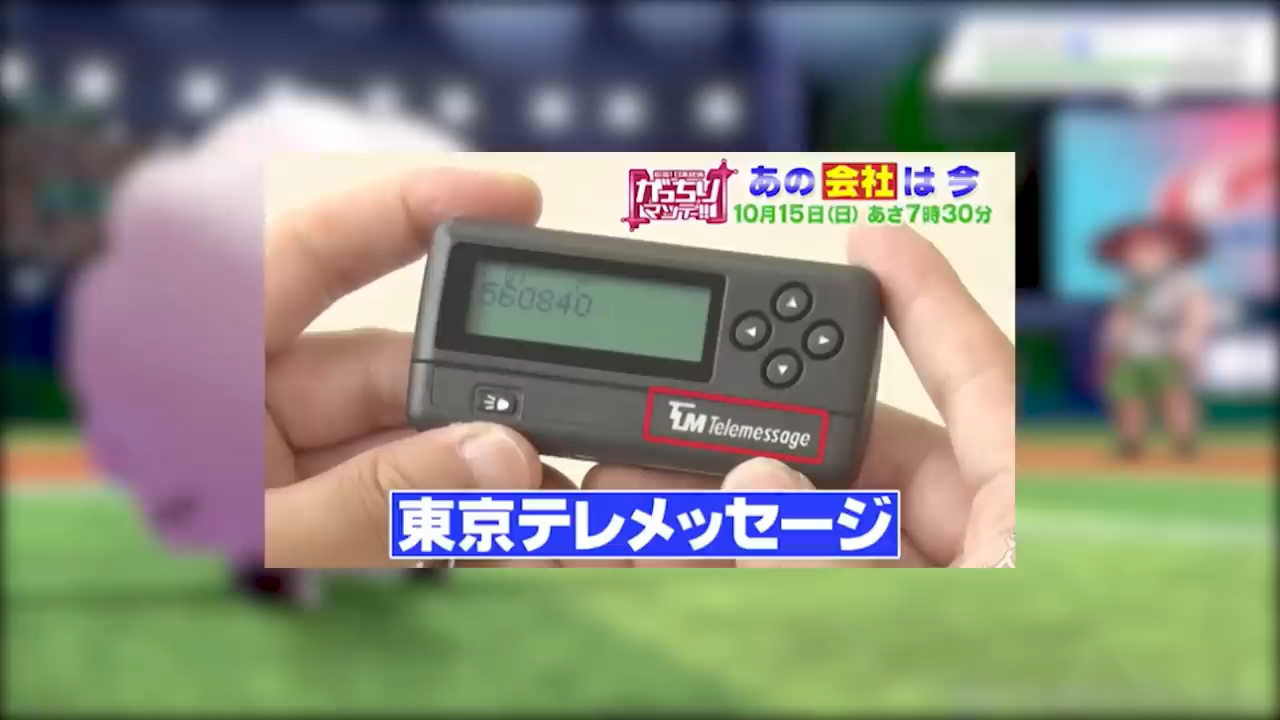 がっちり
マンデー!!
あの会社は今
10月15日(日) あさ7時30分
560840
TLM Telemessage
東京テレメッセージ